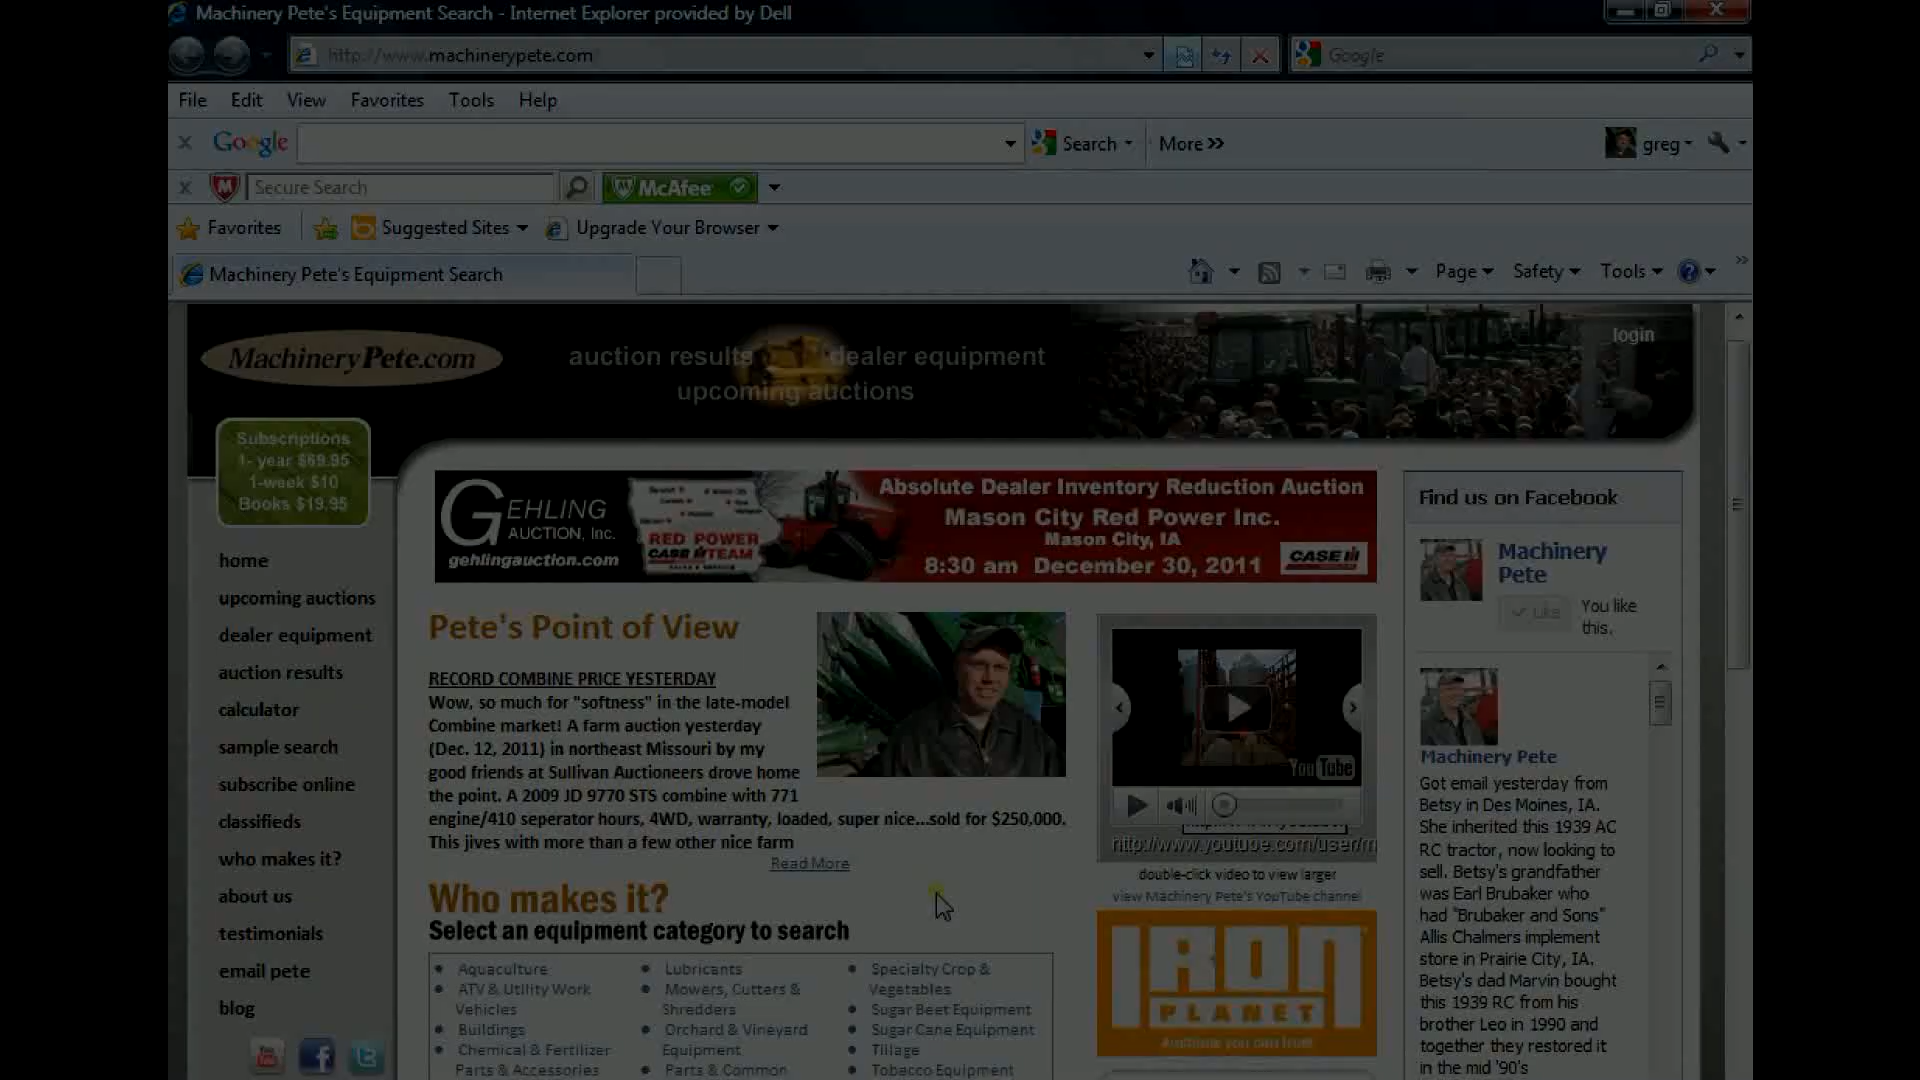 Machinery Pete's Equipment Search - Internet Explorer provided by Dell
http://www.machinerypete.com
Google
File Edit View Favorites Tools Help
Google Search More greg
Secure Search McAfee
Favorites Suggested Sites Upgrade Your Browser
Machinery Pete's Equipment Search Page Safety Tools
MachineryPete.com
auction results dealer equipment
upcoming auctions
login
Subscriptions
1- year $69.95
1-week $10
Books $19.95
home
upcoming auctions
dealer equipment
auction results
calculator
sample search
subscribe online
classifieds
who makes it?
about us
testimonials
email pete
blog
GEHLING
AUCTION, Inc.
gehlingauction.com
RED POWER
CASE IH TEAM
Absolute Dealer Inventory Reduction Auction
Mason City Red Power Inc.
Mason City, IA
8:30 am December 30, 2011
CASE IH
Pete's Point of View
RECORD COMBINE PRICE YESTERDAY
Wow, so much for "softness" in the late-model
Combine market! A farm auction yesterday
(Dec. 12, 2011) in northeast Missouri by my
good friends at Sullivan Auctioneers drove home
the point. A 2009 JD 9770 STS combine with 771
engine/410 seperator hours, 4WD, warranty, loaded, super nice...sold for $250,000.
This jives with more than a few other nice farm
Read More
Who makes it?
Select an equipment category to search
Aquaculture
ATV & Utility Work
Vehicles
Buildings
Chemical & Fertilizer
Parts & Accessories
Lubricants
Mowers, Cutters &
Shredders
Orchard & Vineyard
Equipment
Parts & Common
Specialty Crop &
Vegetables
Sugar Beet Equipment
Sugar Cane Equipment
Tillage
Tobacco Equipment
YouTube
http://www.youtube.com/user/m
double-click video to view larger
view Machinery Pete's YouTube channel
IRON
PLANET
Auctions you can trust
Find us on Facebook
Machinery
Pete
Like
You like
this.
Machinery Pete
Got email yesterday from
Betsy in Des Moines, IA.
She inherited this 1939 AC
RC tractor, now looking to
sell. Betsy's grandfather
was Earl Brubaker who
had "Brubaker and Sons"
Allis Chalmers implement
store in Prairie City, IA.
Betsy's dad Marvin bought
this 1939 RC from his
brother Leo in 1990 and
together they restored it
in the mid '90's